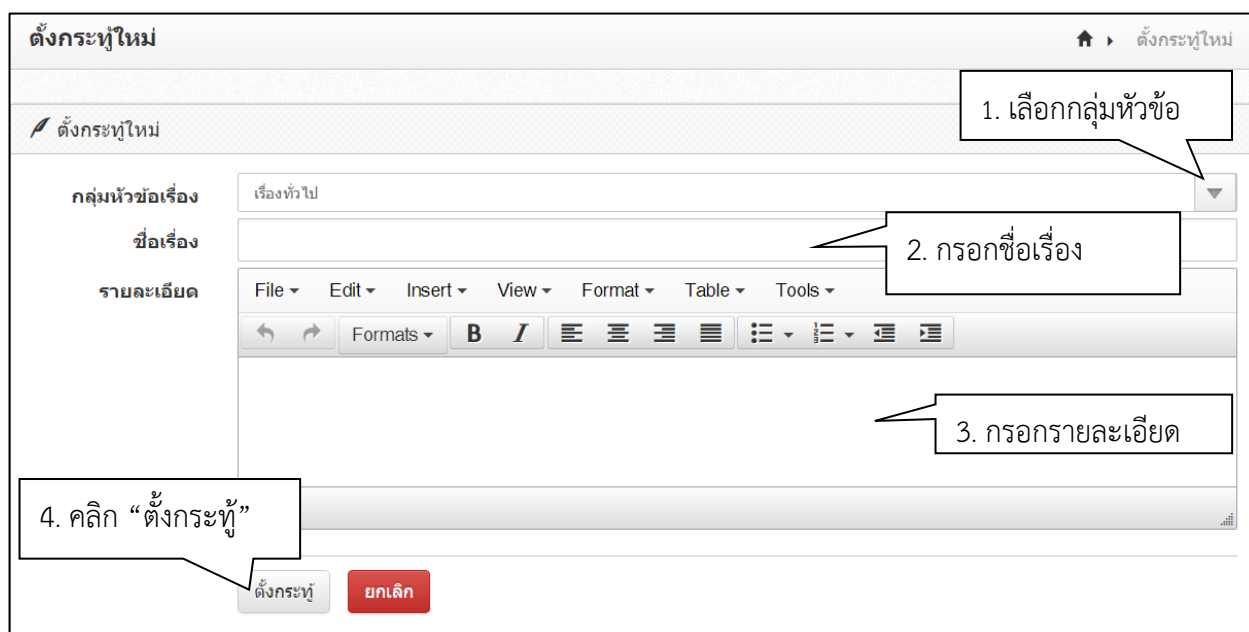 ตั้งกระทู้ใหม่
ตั้งกระทู้ใหม่
1. เลือกกลุ่มหัวข้อ
ตั้งกระทู้ใหม่
กลุ่มหัวข้อเรื่อง
เรื่องทั่วไป
ชื่อเรื่อง
2. กรอกชื่อเรื่อง
รายละเอียด
File Edit Insert View Format Table Tools
Formats B I
3. กรอกรายละเอียด
4. คลิก “ตั้งกระทู้”
ตั้งกระทู้ ยกเลิก